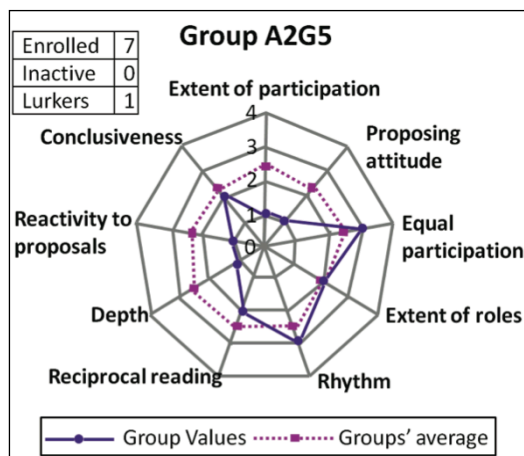 Group A2G5
Enrolled 7
Inactive 0
Lurkers 1
Extent of participation
Proposing
attitude
Equal
participation
Extent of roles
Rhythm
Reciprocal reading
Depth
Reactivity to
proposals
Conclusiveness
4
3
2
1
0
Group Values
Groups' average